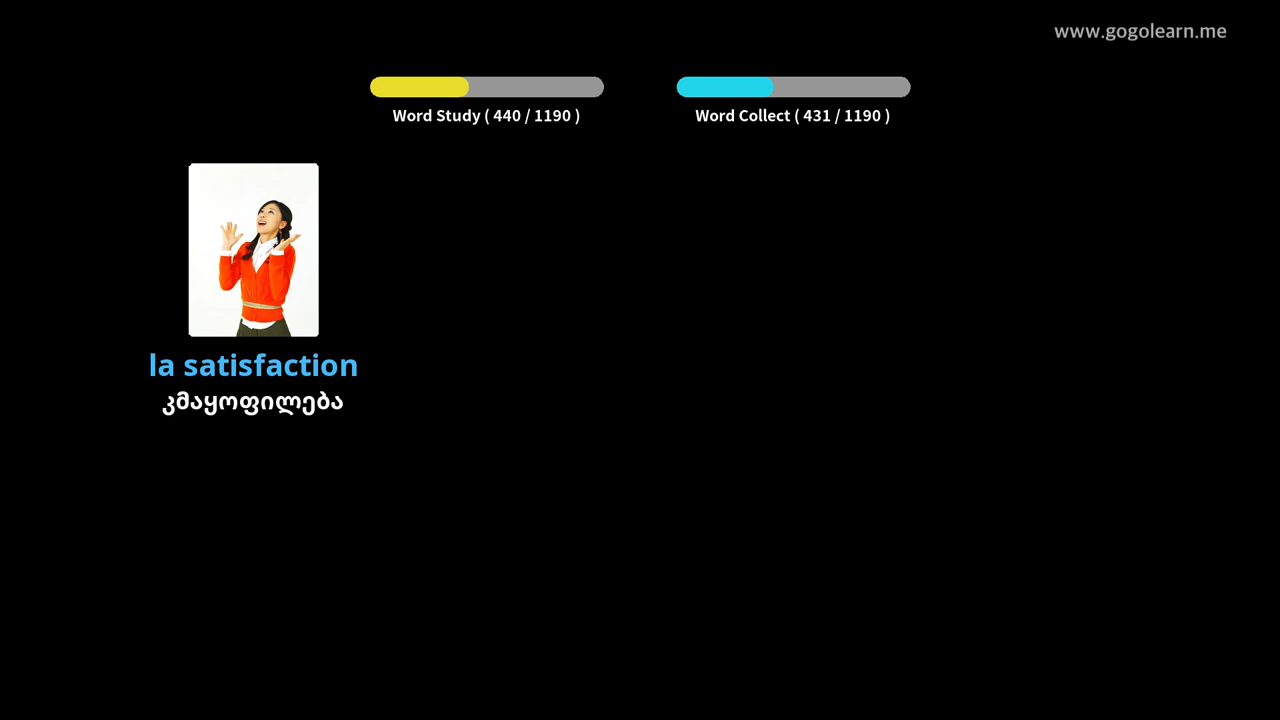 www.gogolearn.me
Word Study ( 440 / 1190 )
Word Collect ( 431 / 1190 )
la satisfaction
კმაყოფილება